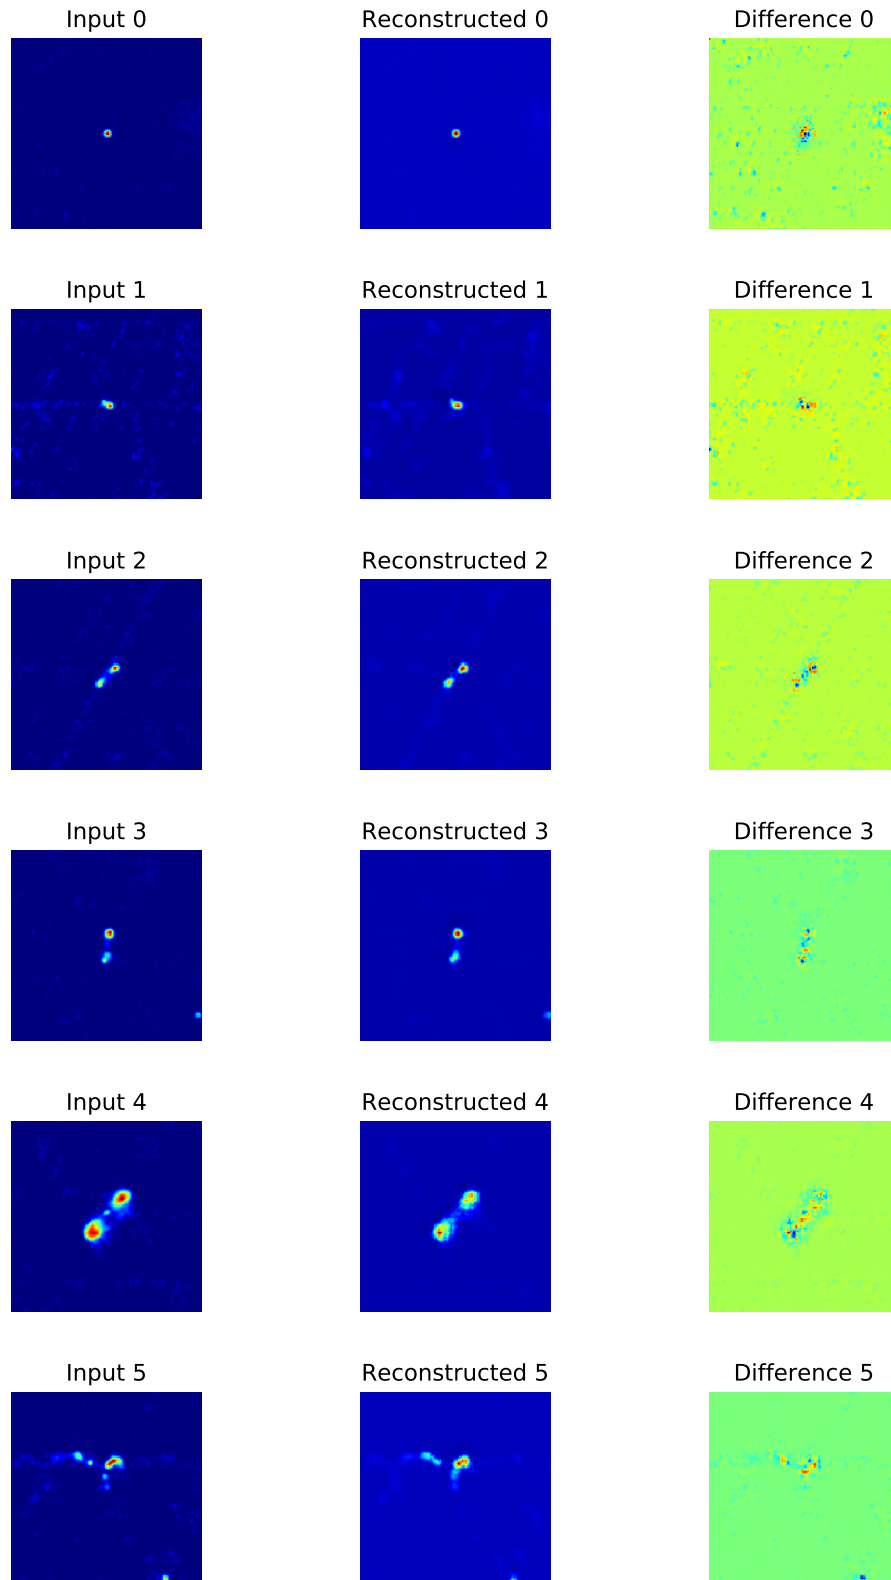 Input 0
Reconstructed 0
Difference 0
Input 1
Reconstructed 1
Difference 1
Input 2
Reconstructed 2
Difference 2
Input 3
Reconstructed 3
Difference 3
Input 4
Reconstructed 4
Difference 4
Input 5
Reconstructed 5
Difference 5